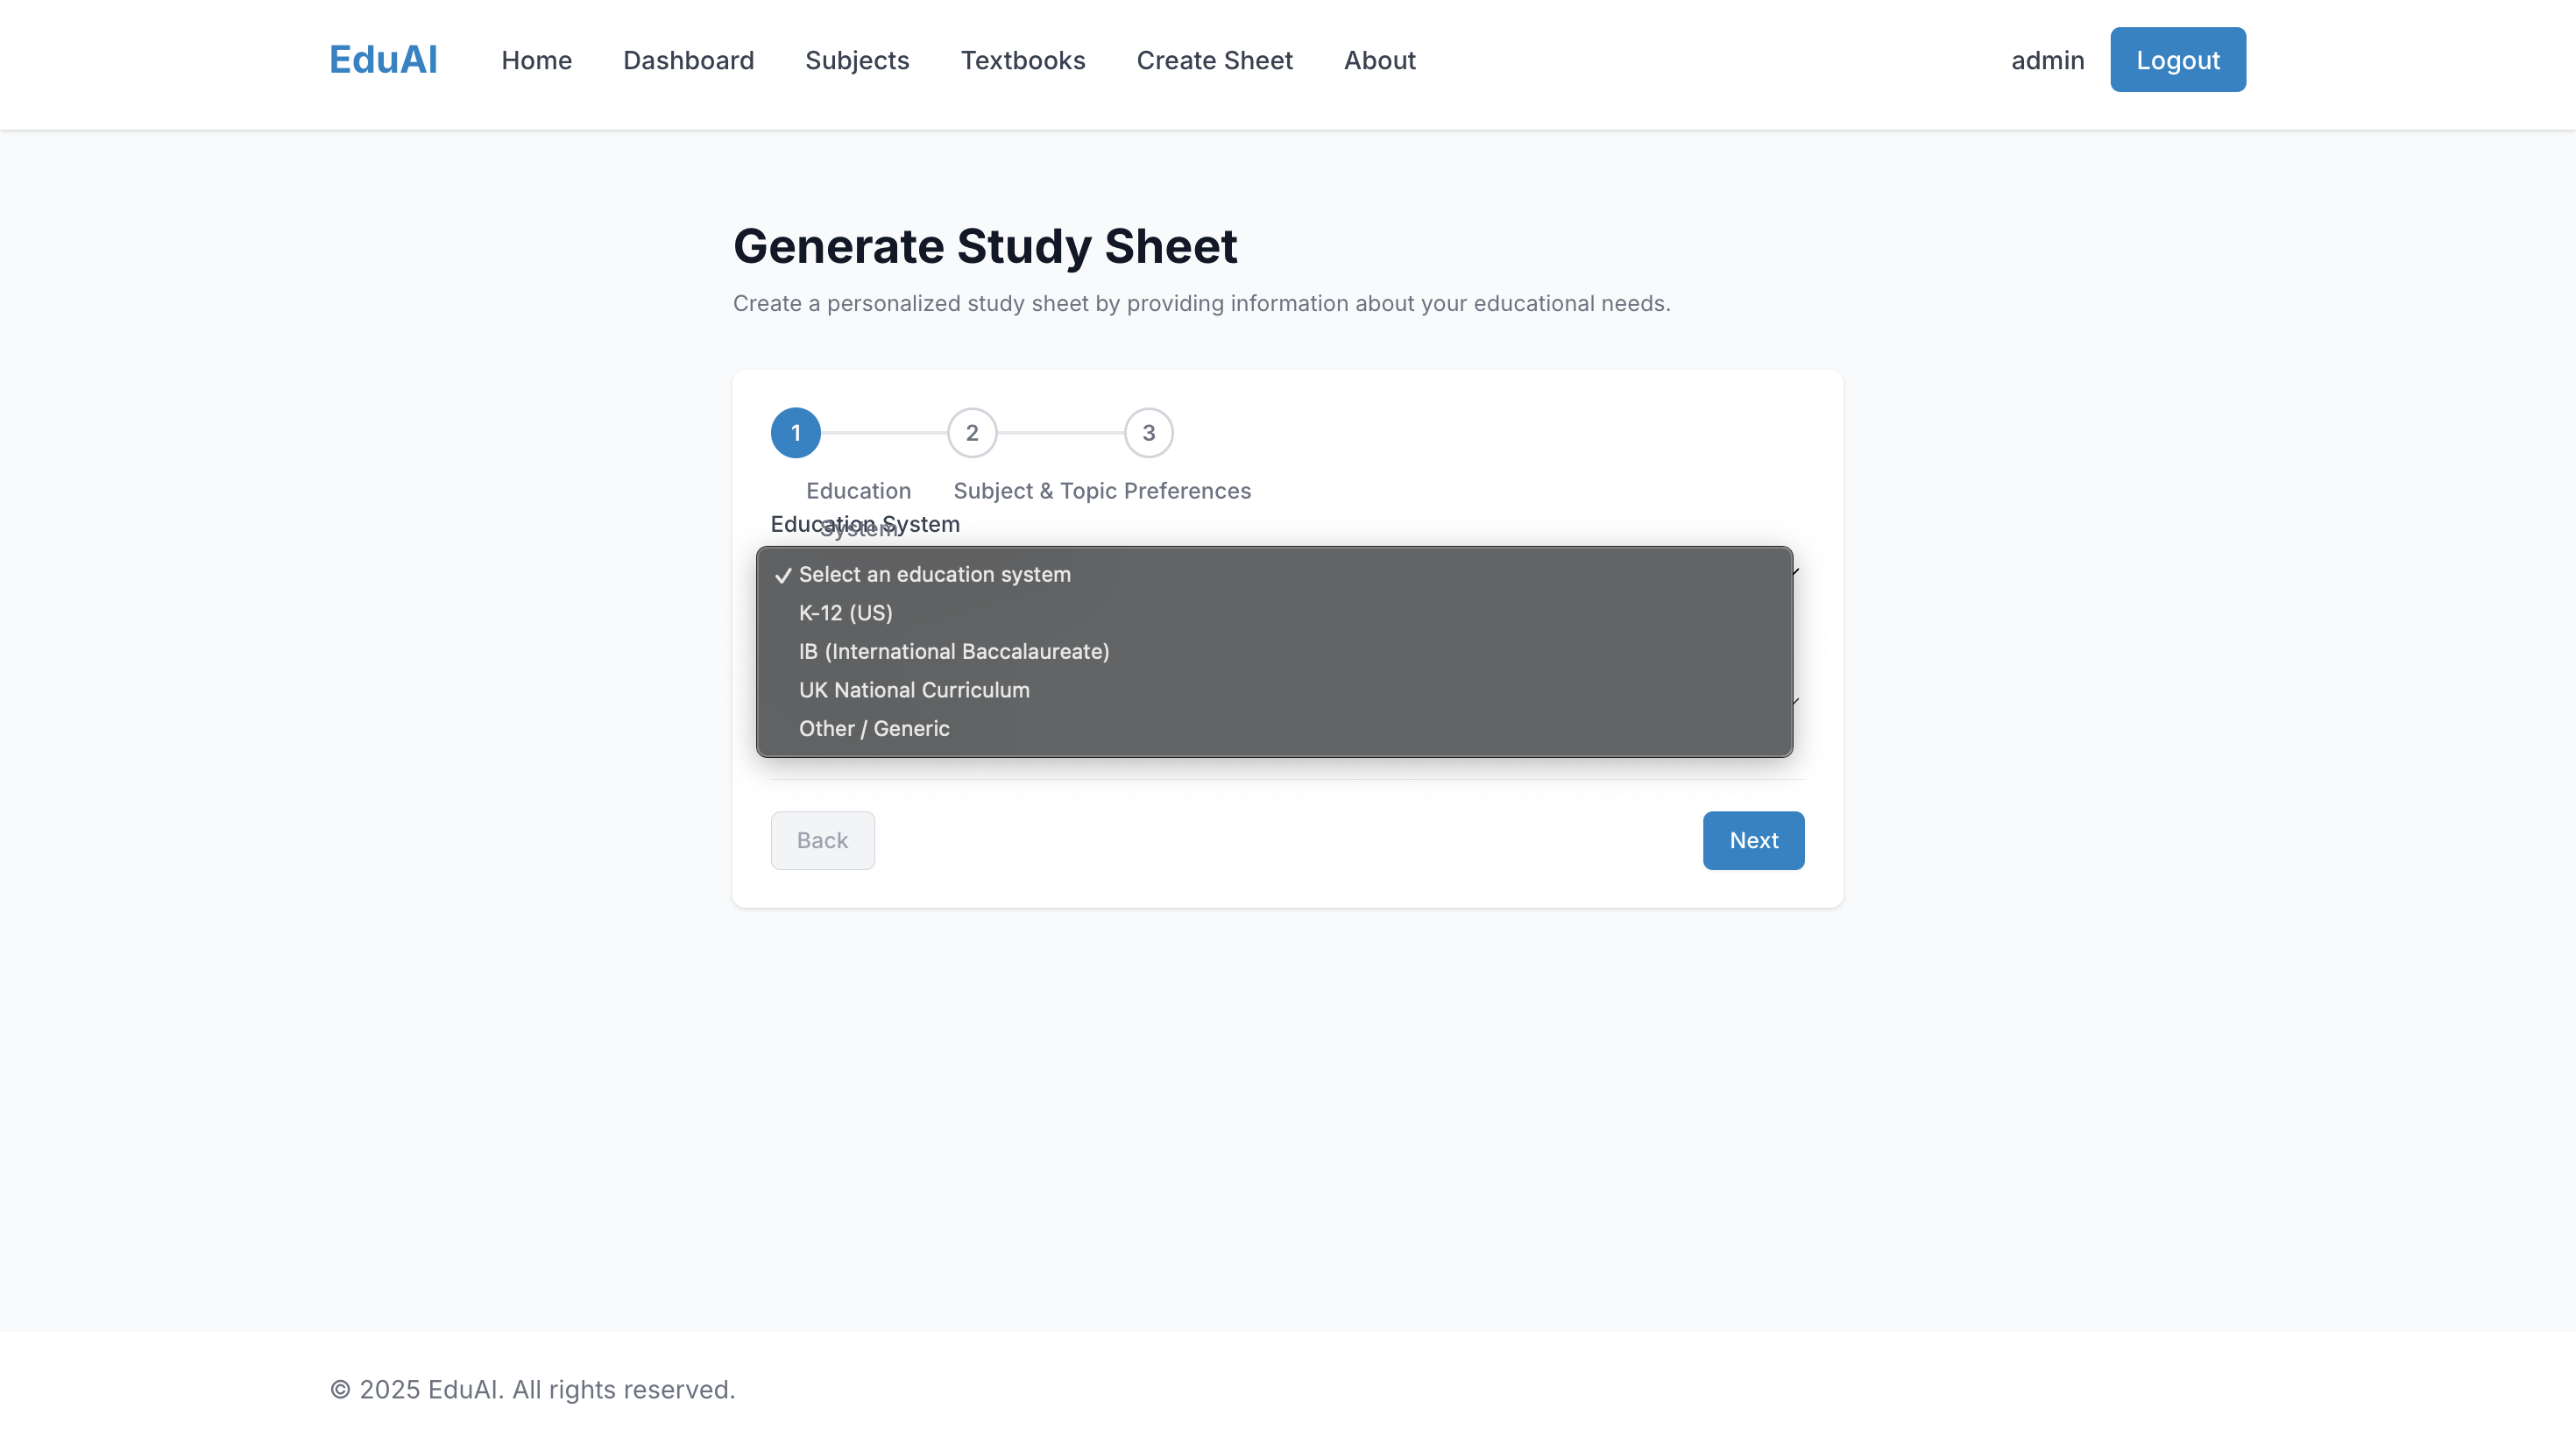 EduAI Home Dashboard Subjects Textbooks Create Sheet About admin Logout
Generate Study Sheet
Create a personalized study sheet by providing information about your educational needs.
1 2 3
Education Subject & Topic Preferences
System
Education System
Select an education system
K-12 (US)
IB (International Baccalaureate)
UK National Curriculum
Other / Generic
Back Next
© 2025 EduAI. All rights reserved.